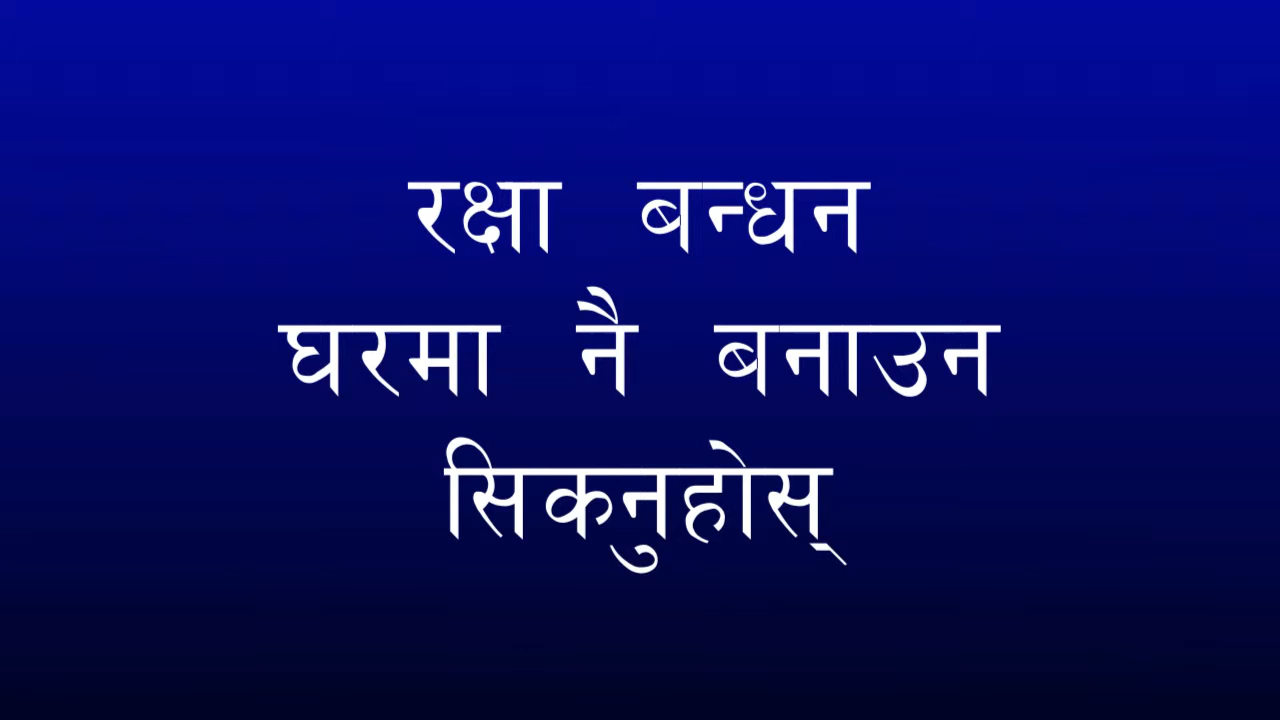 रक्षा बन्धन
घरमा नै बनाउन
सिकनुहोस्